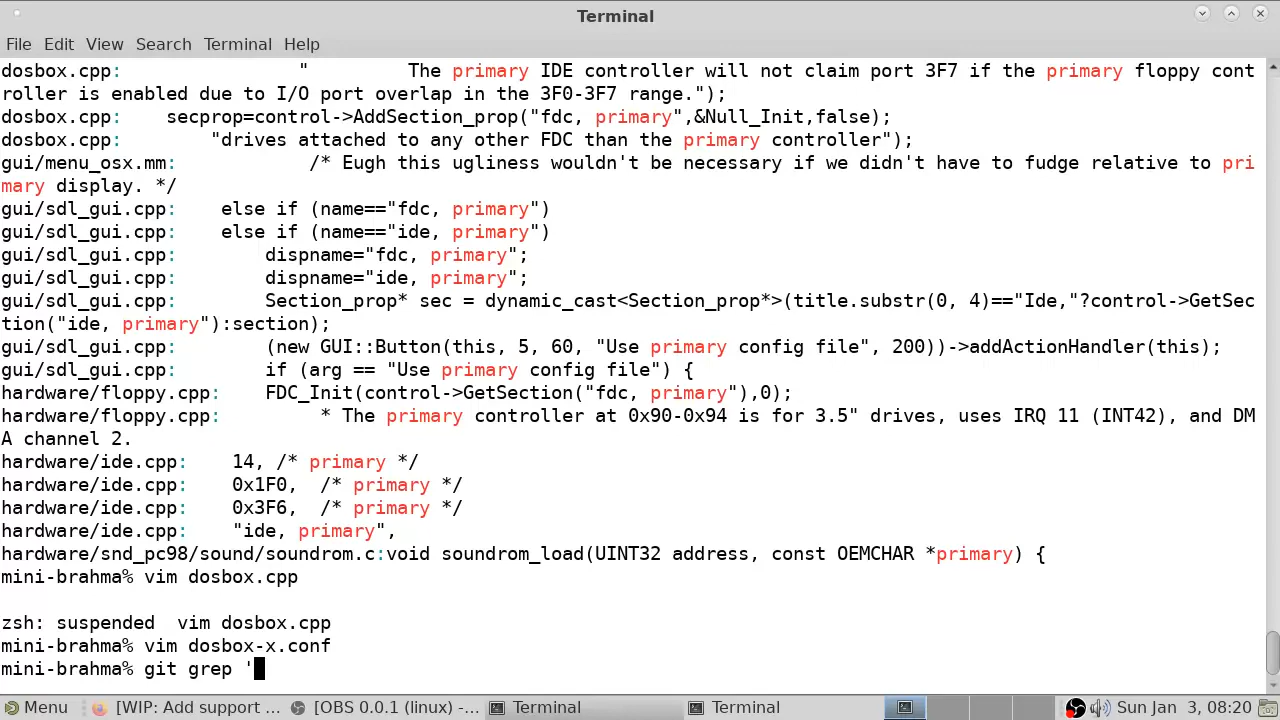 Terminal
File Edit View Search Terminal Help
dosbox.cpp:                "         The primary IDE controller will not claim port 3F7 if the primary floppy cont
roller is enabled due to I/O port overlap in the 3F0-3F7 range.");
dosbox.cpp:    secprop=control->AddSection_prop("fdc, primary",&Null_Init,false);
dosbox.cpp:        "drives attached to any other FDC than the primary controller");
gui/menu_osx.mm:            /* Eugh this ugliness wouldn't be necessary if we didn't have to fudge relative to pri
mary display. */
gui/sdl_gui.cpp:    else if (name=="fdc, primary")
gui/sdl_gui.cpp:    else if (name=="ide, primary")
gui/sdl_gui.cpp:        dispname="fdc, primary";
gui/sdl_gui.cpp:        dispname="ide, primary";
gui/sdl_gui.cpp:        Section_prop* sec = dynamic_cast<Section_prop*>(title.substr(0, 4)=="Ide,"?control->GetSec
tion("ide, primary"):section);
gui/sdl_gui.cpp:        (new GUI::Button(this, 5, 60, "Use primary config file", 200))->addActionHandler(this);
gui/sdl_gui.cpp:        if (arg == "Use primary config file") {
hardware/floppy.cpp:    FDC_Init(control->GetSection("fdc, primary"),0);
hardware/floppy.cpp:         * The primary controller at 0x90-0x94 is for 3.5" drives, uses IRQ 11 (INT42), and DM
A channel 2.
hardware/ide.cpp:    14, /* primary */
hardware/ide.cpp:    0x1F0,  /* primary */
hardware/ide.cpp:    0x3F6,  /* primary */
hardware/ide.cpp:    "ide, primary",
hardware/snd_pc98/sound/soundrom.c:void soundrom_load(UINT32 address, const OEMCHAR *primary) {
mini-brahma% vim dosbox.cpp
zsh: suspended  vim dosbox.cpp
mini-brahma% vim dosbox-x.conf
mini-brahma% git grep '
Menu [WIP: Add support ... [OBS 0.0.1 (linux) -... Terminal Terminal Sun Jan 3, 08:20